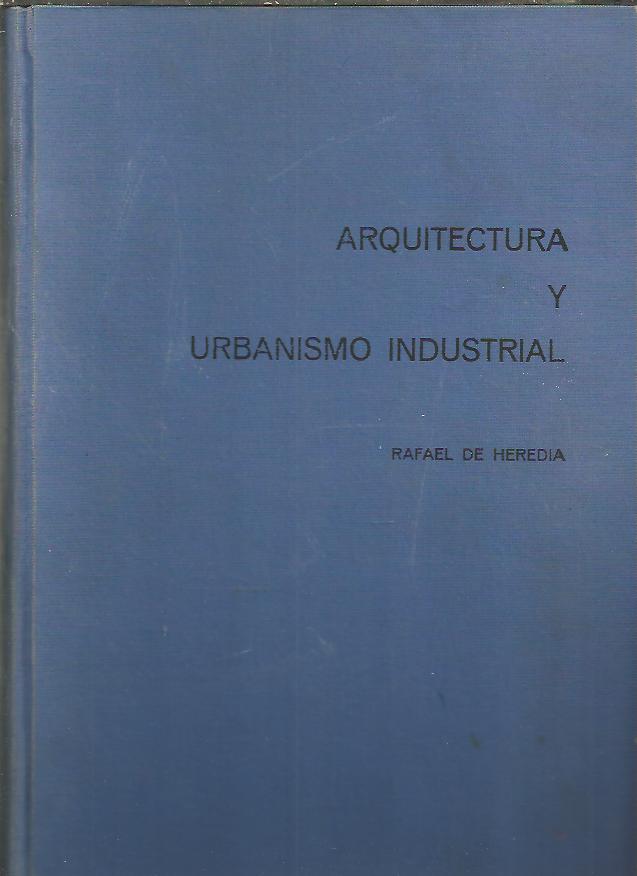 ARQUITECTURA
Y
URBANISMO INDUSTRIAL
RAFAEL DE HEREDIA